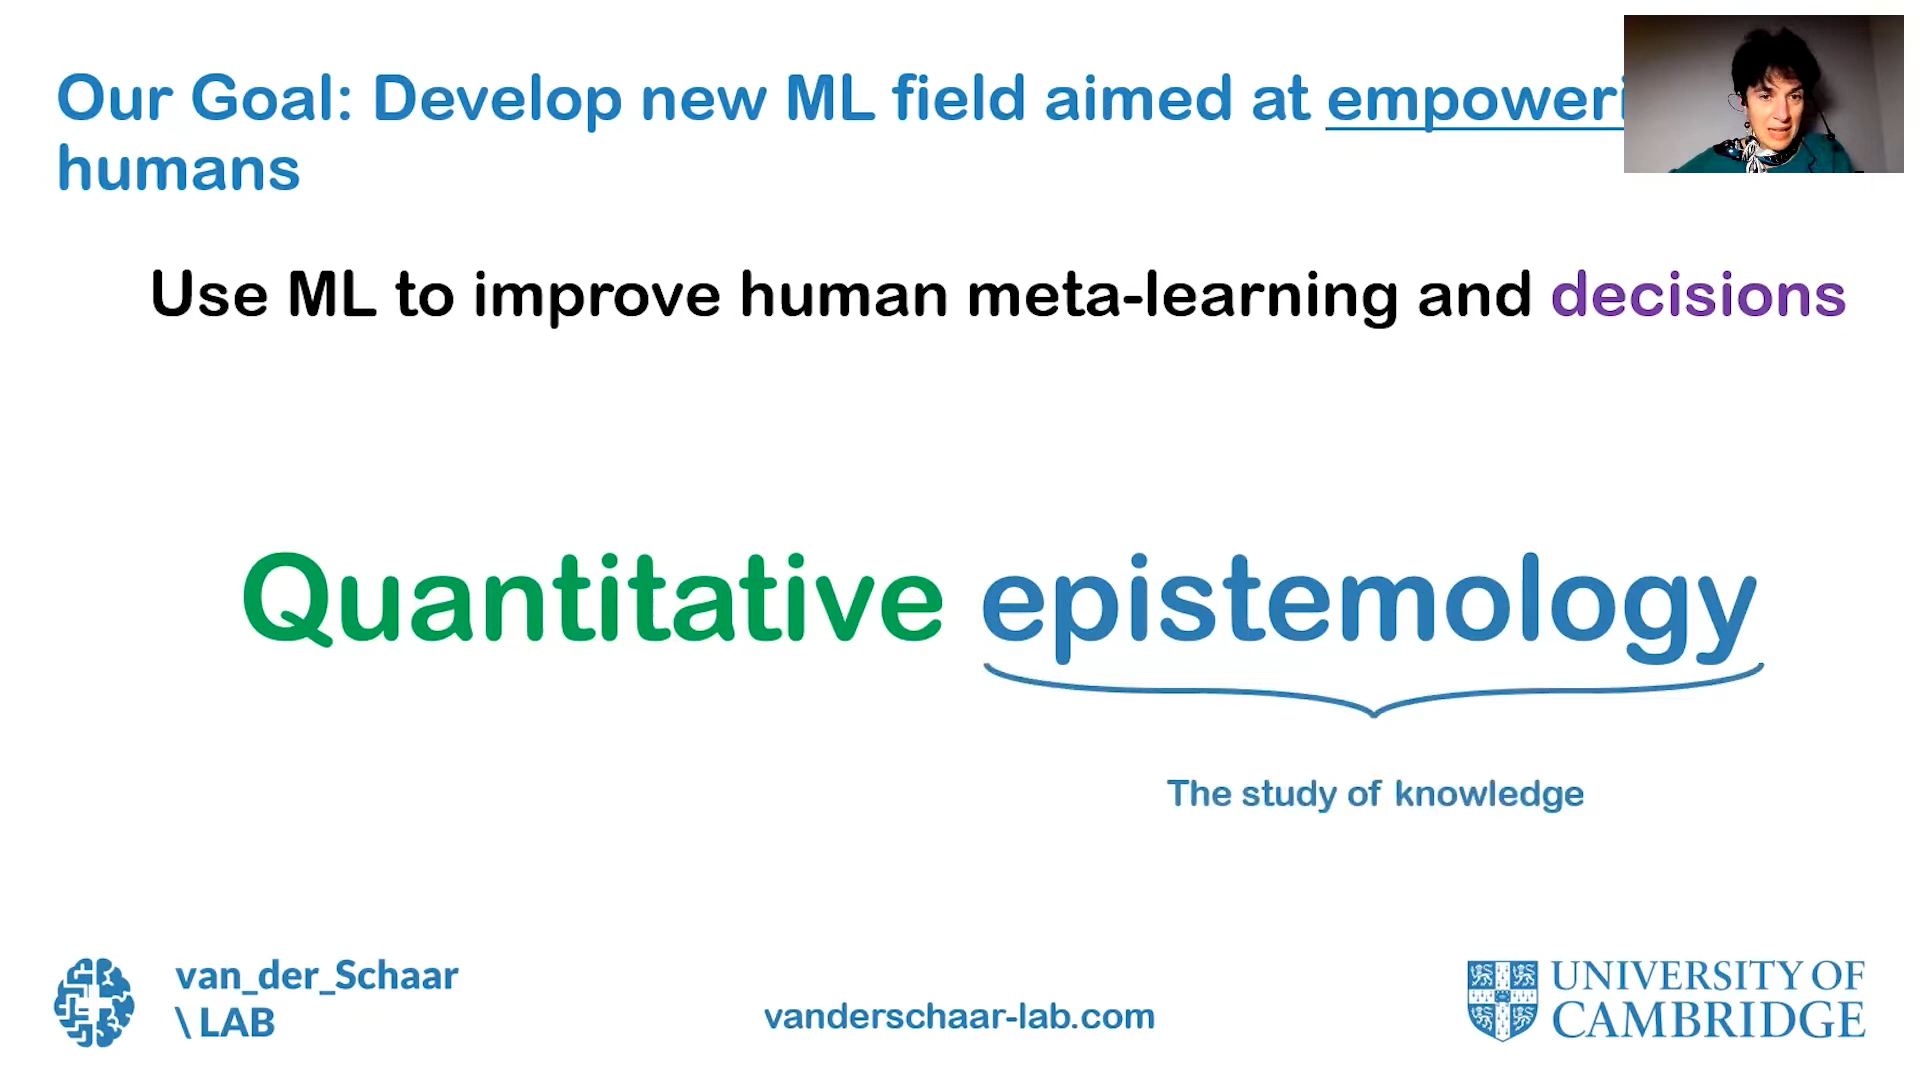 Our Goal: Develop new ML field aimed at empoweri
humans
Use ML to improve human meta-learning and decisions
Quantitative epistemology
The study of knowledge
van_der_Schaar
\ LAB
vanderschaar-lab.com
UNIVERSITY OF
CAMBRIDGE